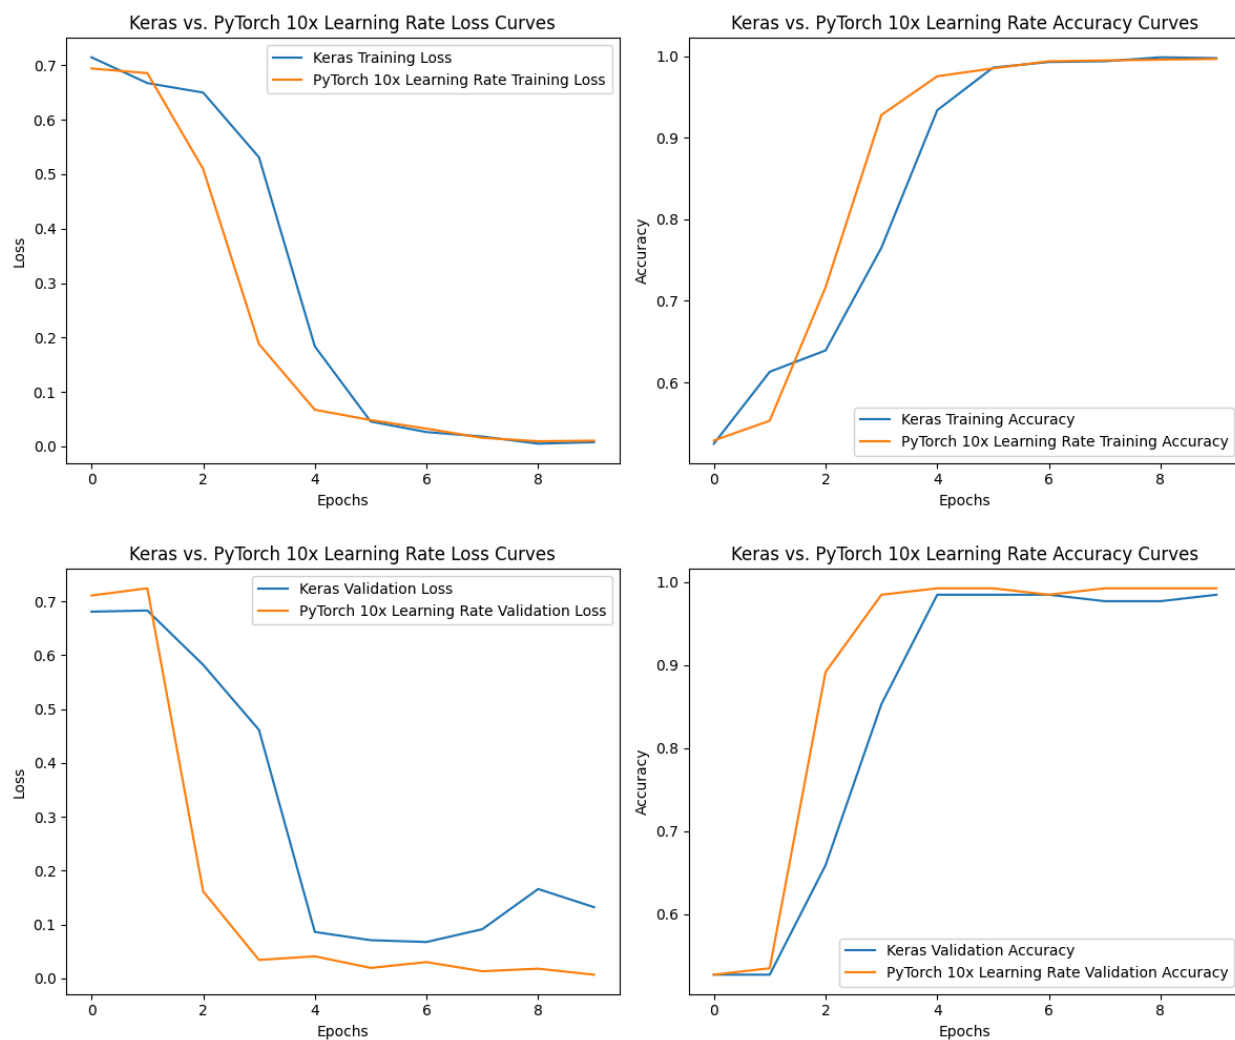 Keras vs. PyTorch 10x Learning Rate Loss Curves
Keras Training Loss
PyTorch 10x Learning Rate Training Loss
0.7
0.6
0.5
0.4
0.3
0.2
0.1
0.0
Loss
0 2 4 6 8
Epochs
Keras vs. PyTorch 10x Learning Rate Accuracy Curves
1.0
0.9
0.8
0.7
0.6
Accuracy
Keras Training Accuracy
PyTorch 10x Learning Rate Training Accuracy
0 2 4 6 8
Epochs
Keras vs. PyTorch 10x Learning Rate Loss Curves
Keras Validation Loss
PyTorch 10x Learning Rate Validation Loss
0.7
0.6
0.5
0.4
0.3
0.2
0.1
0.0
Loss
0 2 4 6 8
Epochs
Keras vs. PyTorch 10x Learning Rate Accuracy Curves
1.0
0.9
0.8
0.7
0.6
Accuracy
Keras Validation Accuracy
PyTorch 10x Learning Rate Validation Accuracy
0 2 4 6 8
Epochs